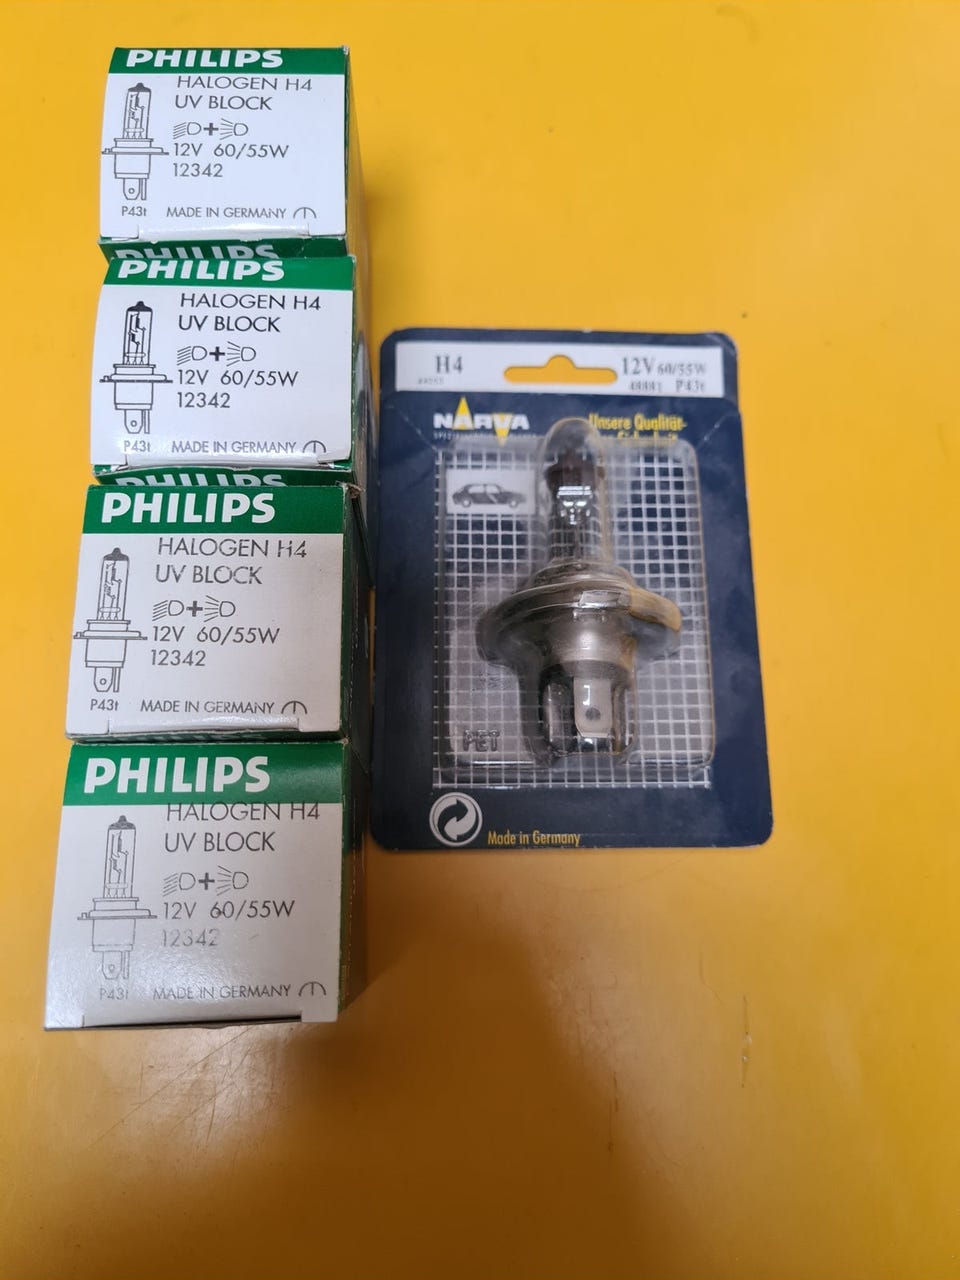 PHILIPS
HALOGEN H4
UV BLOCK
12V 60/55W
12342
P43t MADE IN GERMANY
PHILIPS
PHILIPS
HALOGEN H4
UV BLOCK
12V 60/55W
12342
P43t MADE IN GERMANY
PHILIPS
PHILIPS
HALOGEN H4
UV BLOCK
12V 60/55W
12342
P43t MADE IN GERMANY
PHILIPS
HALOGEN H4
UV BLOCK
12V 60/55W
12342
P43t MADE IN GERMANY
H4 12V 60/55W
48881 P43t
NARVA Unsere Qualität-
PET
Made in Germany